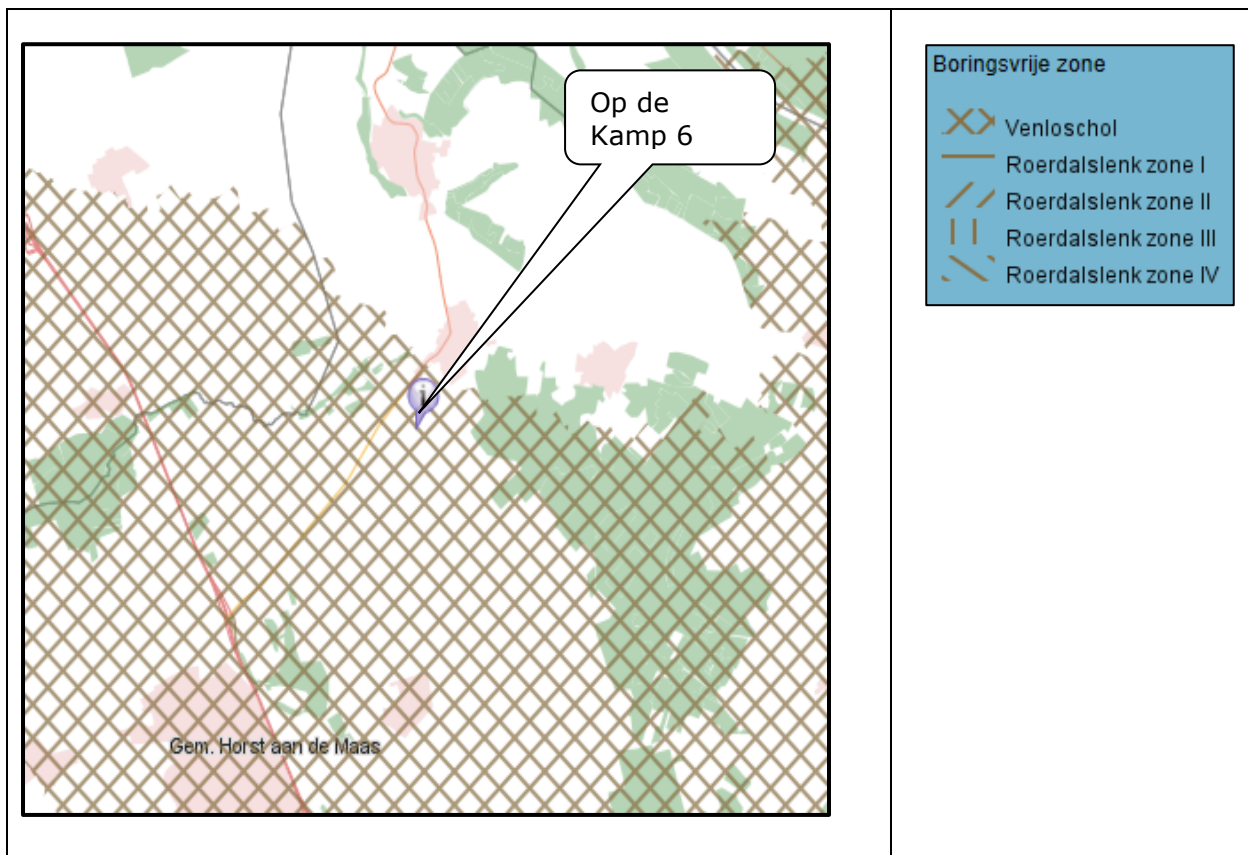 Op de
Kamp 6
i
Gem. Horst aan de Maas
Boringsvrije zone
Venloschol
Roerdalslenk zone I
Roerdalslenk zone II
Roerdalslenk zone III
Roerdalslenk zone IV